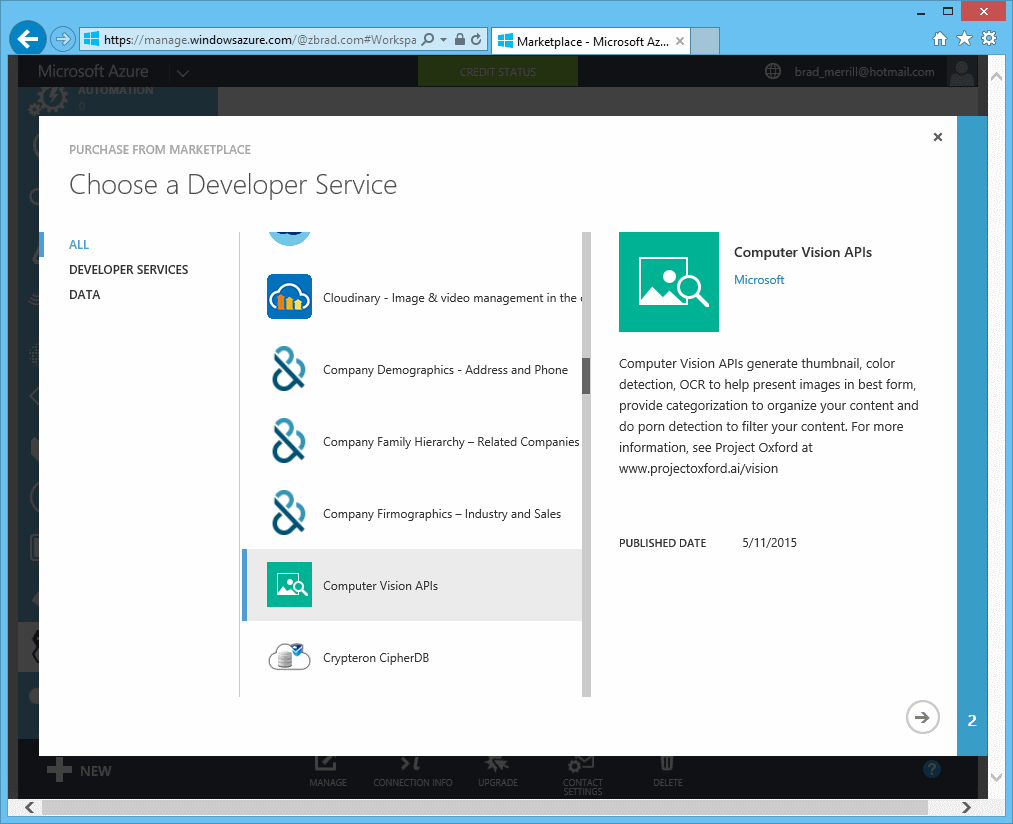 https://manage.windowsazure.com/@zbrad.com#Workspa
Marketplace - Microsoft Az...
Microsoft Azure
CREDIT STATUS
brad_merrill@hotmail.com
AUTOMATION
0
PURCHASE FROM MARKETPLACE
Choose a Developer Service
ALL
DEVELOPER SERVICES
DATA
Cloudinary - Image & video management in the
Company Demographics - Address and Phone
Company Family Hierarchy – Related Companies
Company Firmographics – Industry and Sales
Computer Vision APIs
Crypteron CipherDB
Computer Vision APIs
Microsoft
Computer Vision APIs generate thumbnail, color
detection, OCR to help present images in best form,
provide categorization to organize your content and
do porn detection to filter your content. For more
information, see Project Oxford at
www.projectoxford.ai/vision
PUBLISHED DATE 5/11/2015
2
NEW
MANAGE
CONNECTION INFO
UPGRADE
CONTACT
SETTINGS
DELETE
?